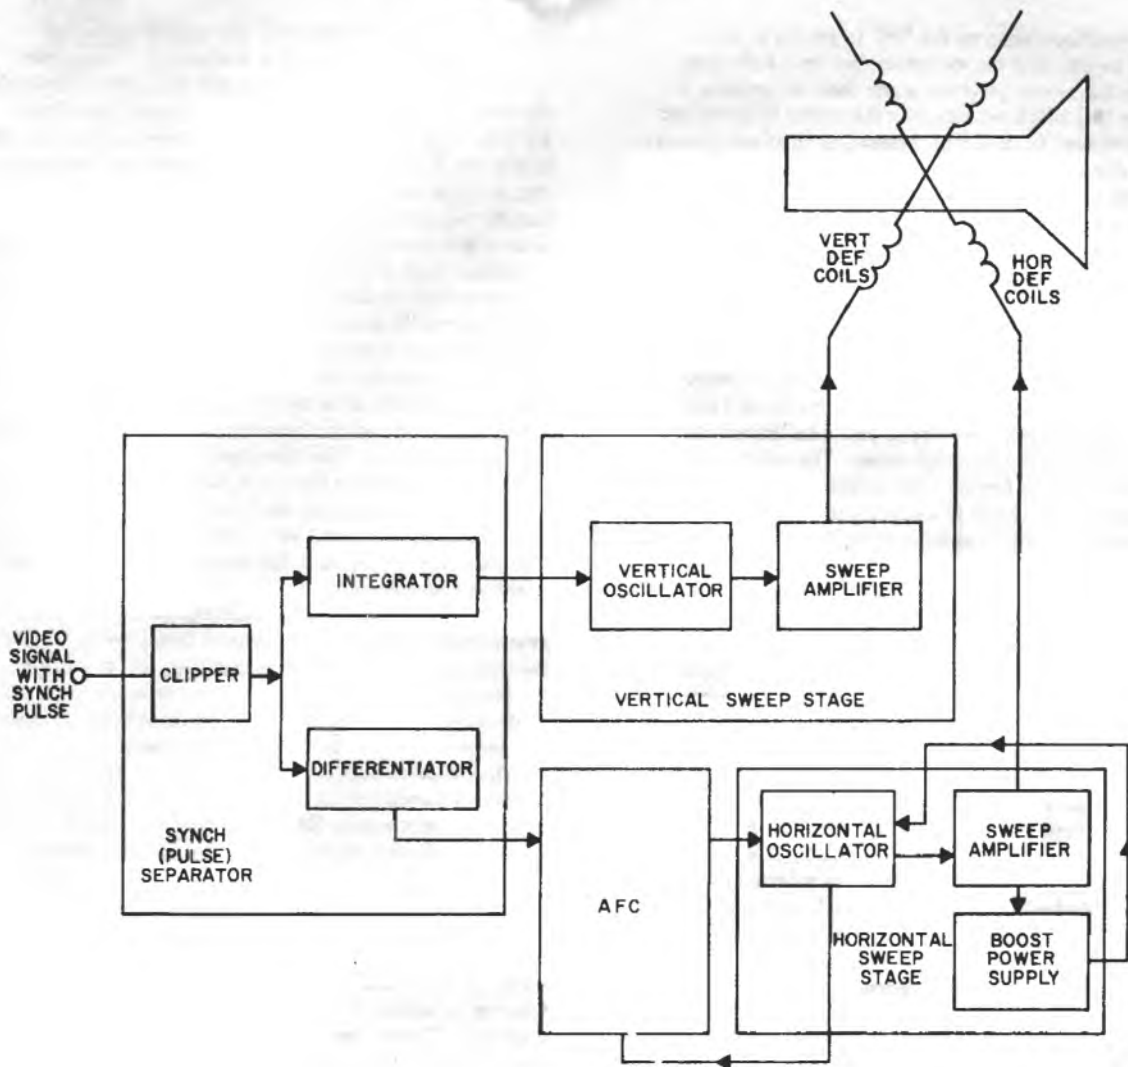 VERT
DEF
COILS
HOR
DEF
COILS
VIDEO
SIGNAL
WITH
SYNCH
PULSE
CLIPPER
INTEGRATOR
DIFFERENTIATOR
SYNCH
(PULSE)
SEPARATOR
VERTICAL
OSCILLATOR
SWEEP
AMPLIFIER
VERTICAL SWEEP STAGE
AFC
HORIZONTAL
OSCILLATOR
SWEEP
AMPLIFIER
HORIZONTAL
SWEEP
STAGE
BOOST
POWER
SUPPLY